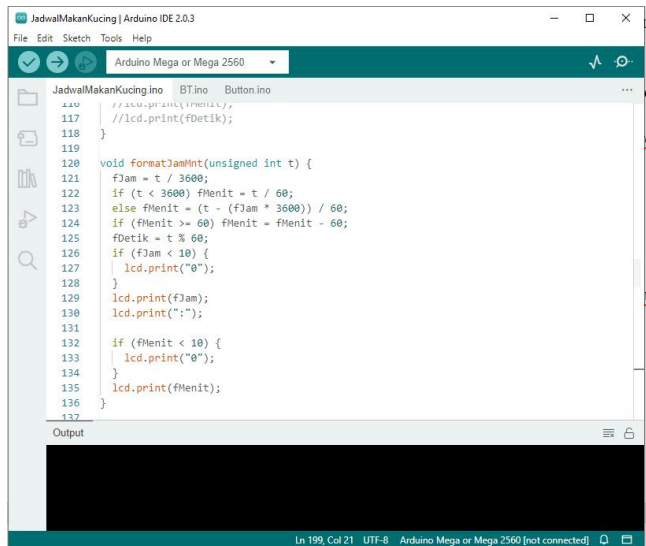 JadwalMakanKucing | Arduino IDE 2.0.3
File Edit Sketch Tools Help
Arduino Mega or Mega 2560
JadwalMakanKucing.ino BT.ino Button.ino ...
116 //lcd.print(fMenit);
117 //lcd.print(fDetik);
118 }
119
120 void formatJamMnt(unsigned int t) {
121 fJam = t / 3600;
122 if (t < 3600) fMenit = t / 60;
123 else fMenit = (t - (fJam * 3600)) / 60;
124 if (fMenit >= 60) fMenit = fMenit - 60;
125 fDetik = t % 60;
126 if (fJam < 10) {
127 lcd.print("0");
128 }
129 lcd.print(fJam);
130 lcd.print(":");
131
132 if (fMenit < 10) {
133 lcd.print("0");
134 }
135 lcd.print(fMenit);
136 }
137
Output
Ln 199, Col 21 UTF-8 Arduino Mega or Mega 2560 [not connected]